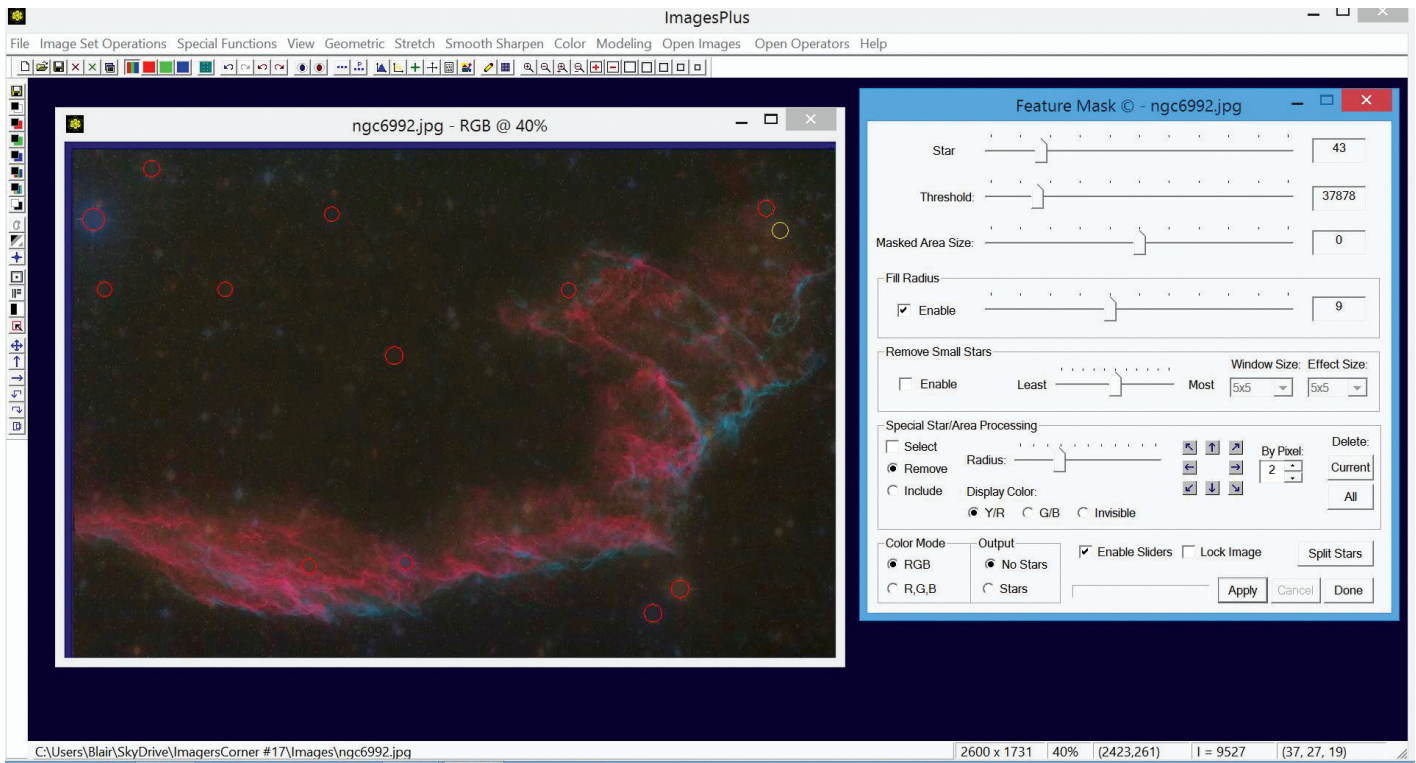 ImagesPlus
File Image Set Operations Special Functions View Geometric Stretch Smooth Sharpen Color Modeling Open Images Open Operators Help
ngc6992.jpg - RGB @ 40%
Feature Mask © - ngc6992.jpg
Star 43
Threshold: 37878
Masked Area Size: 0
Fill Radius
Enable 9
Remove Small Stars
Window Size: Effect Size:
Enable Least Most 5x5 5x5
Special Star/Area Processing
Select
Radius:
By Pixel:
Delete:
Remove
2
Current
Include
Display Color:
All
Y/R G/B Invisible
Color Mode Output
Enable Sliders Lock Image Split Stars
RGB No Stars
R,G,B Stars
Apply Cancel Done
C:\Users\Blair\SkyDrive\ImagersCorner #17\Images\ngc6992.jpg 2600 x 1731 40% (2423,261) I = 9527 (37, 27, 19)